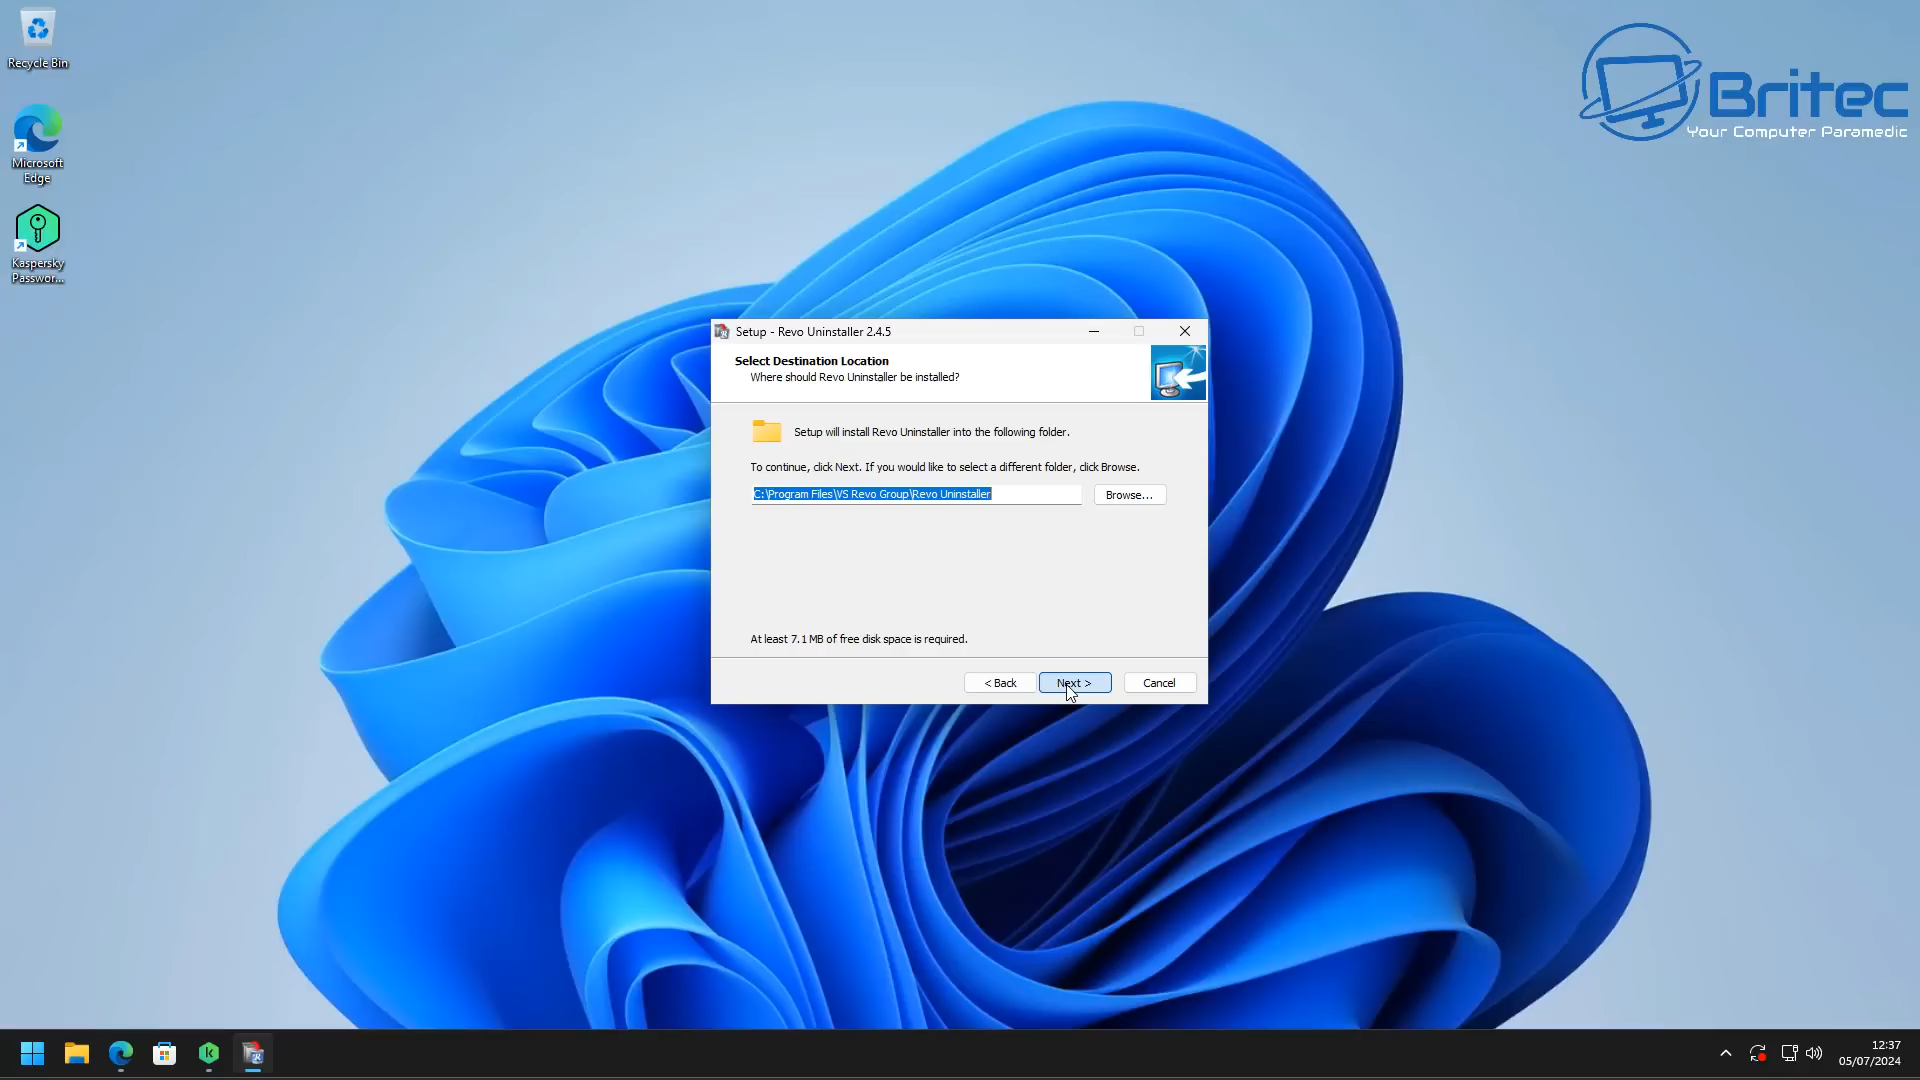 Recycle Bin
Microsoft
Edge
Kaspersky
Passwor...
Britec
Your Computer Paramedic
Setup - Revo Uninstaller 2.4.5
Select Destination Location
Where should Revo Uninstaller be installed?
Setup will install Revo Uninstaller into the following folder.
To continue, click Next. If you would like to select a different folder, click Browse.
C:\Program Files\VS Revo Group\Revo Uninstaller
Browse...
At least 7.1 MB of free disk space is required.
< Back
Next >
Cancel
12:37
05/07/2024